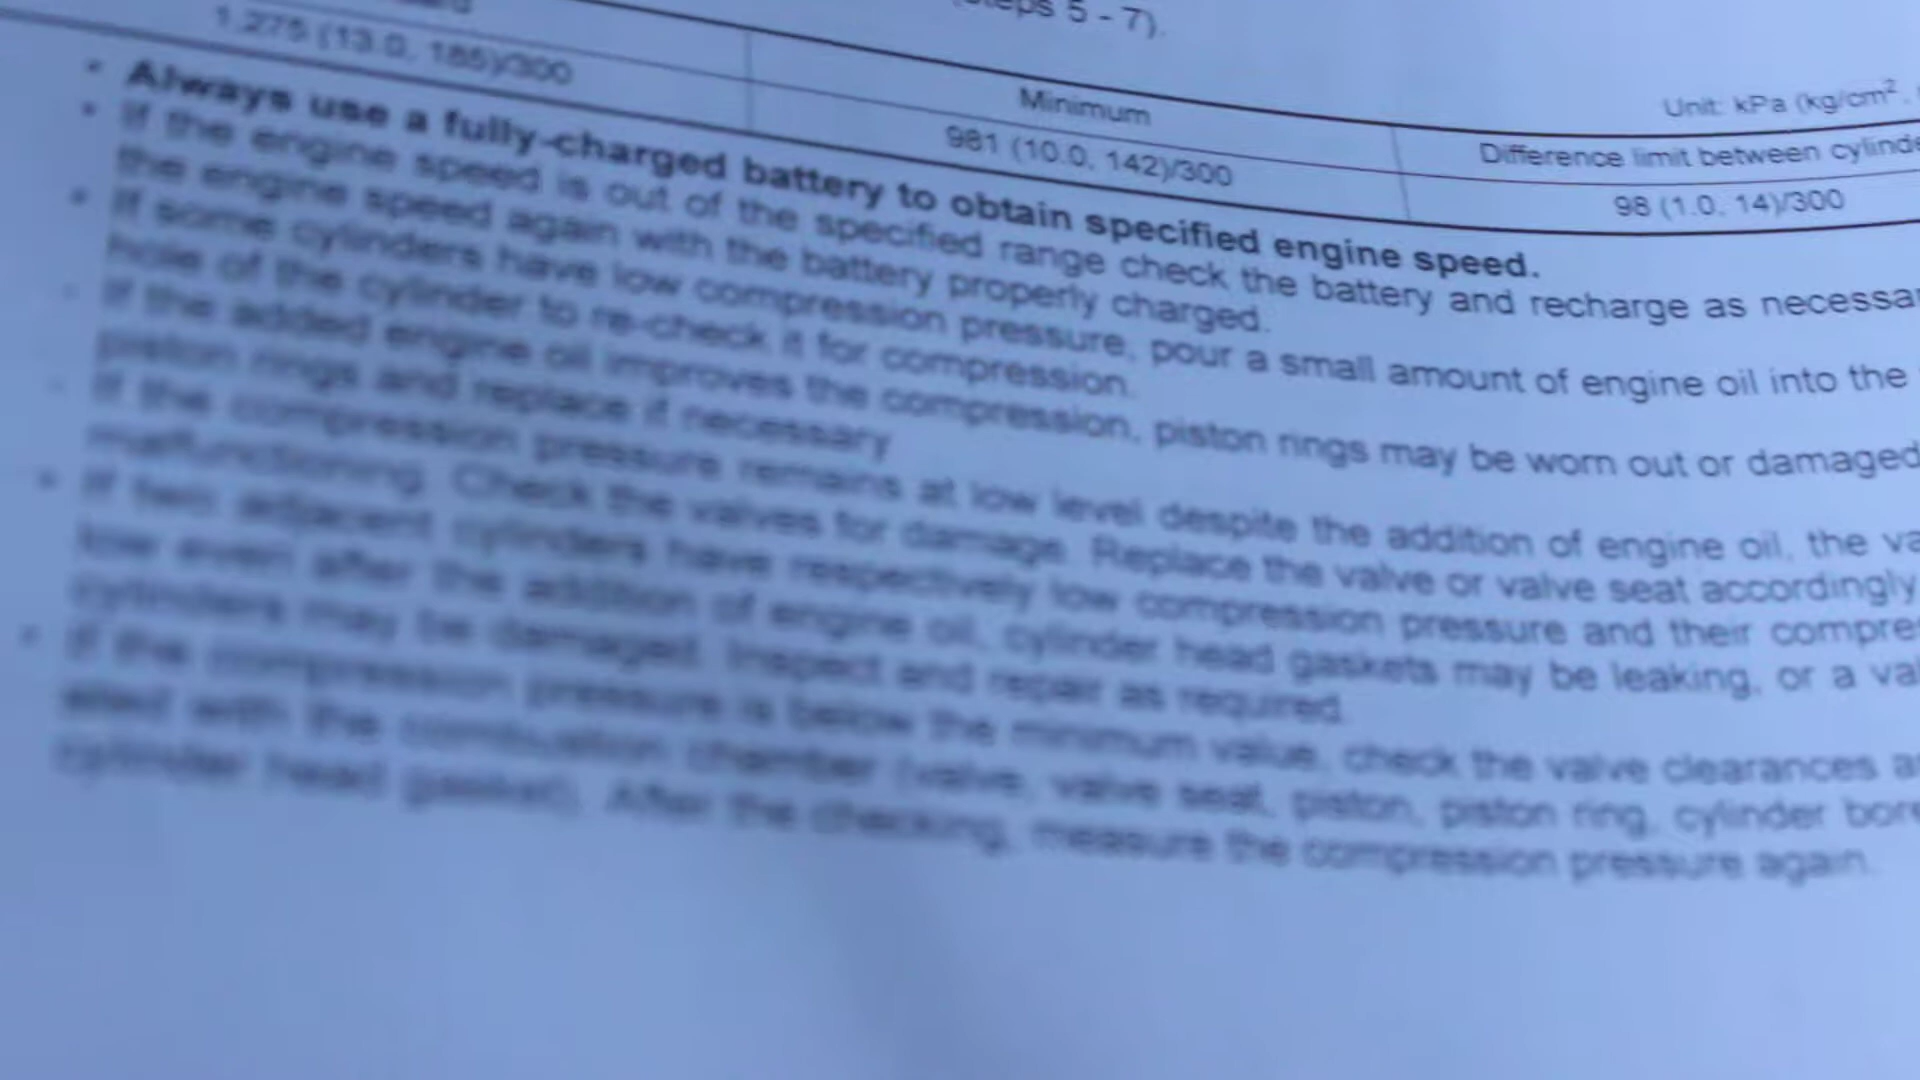 (steps 5 - 7).
Unit: kPa (kg/cm²,
Minimum
Difference limit between cylinde
1,275 (13.0, 185)/300
981 (10.0, 142)/300
98 (1.0, 14)/300
• Always use a fully-charged battery to obtain specified engine speed.
• If the engine speed is out of the specified range check the battery and recharge as necessar
the engine speed again with the battery properly charged.
• If some cylinders have low compression pressure, pour a small amount of engine oil into the
hole of the cylinder to re-check it for compression.
- If the added engine oil improves the compression, piston rings may be worn out or damaged
piston rings and replace if necessary
- If the compression pressure remains at low level despite the addition of engine oil, the va
malfunctioning. Check the valves for damage. Replace the valve or valve seat accordingly
• If two adjacent cylinders have respectively low compression pressure and their compre
low even after the addition of engine oil, cylinder head gaskets may be leaking, or a val
cylinders may be damaged. Inspect and repair as required.
• If the compression pressure is below the minimum value, check the valve clearances a
ated with the combustion chamber (valve, valve seat, piston, piston ring, cylinder bore
cylinder head gasket). After the checking, measure the compression pressure again.